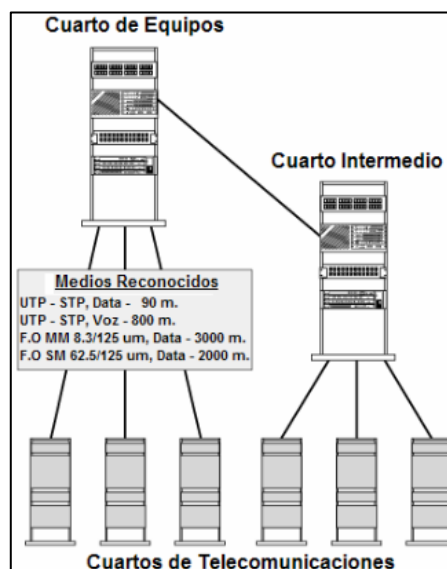 Cuarto de Equipos
Cuarto Intermedio
Medios Reconocidos
UTP - STP, Data - 90 m.
UTP - STP, Voz - 800 m.
F.O MM 8.3/125 um, Data - 3000 m.
F.O SM 62.5/125 um, Data - 2000 m.
Cuartos de Telecomunicaciones